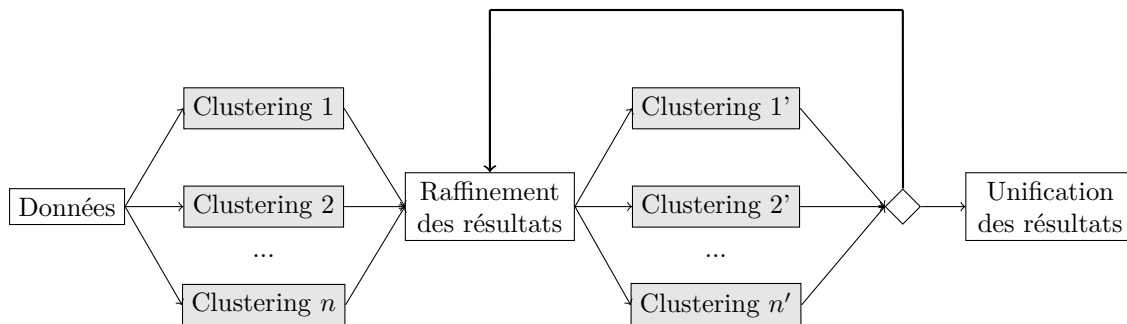 Données
Clustering 1
Clustering 2
...
Clustering n
Raffinement
des résultats
Clustering 1’
Clustering 2’
...
Clustering n′
Unification
des résultats